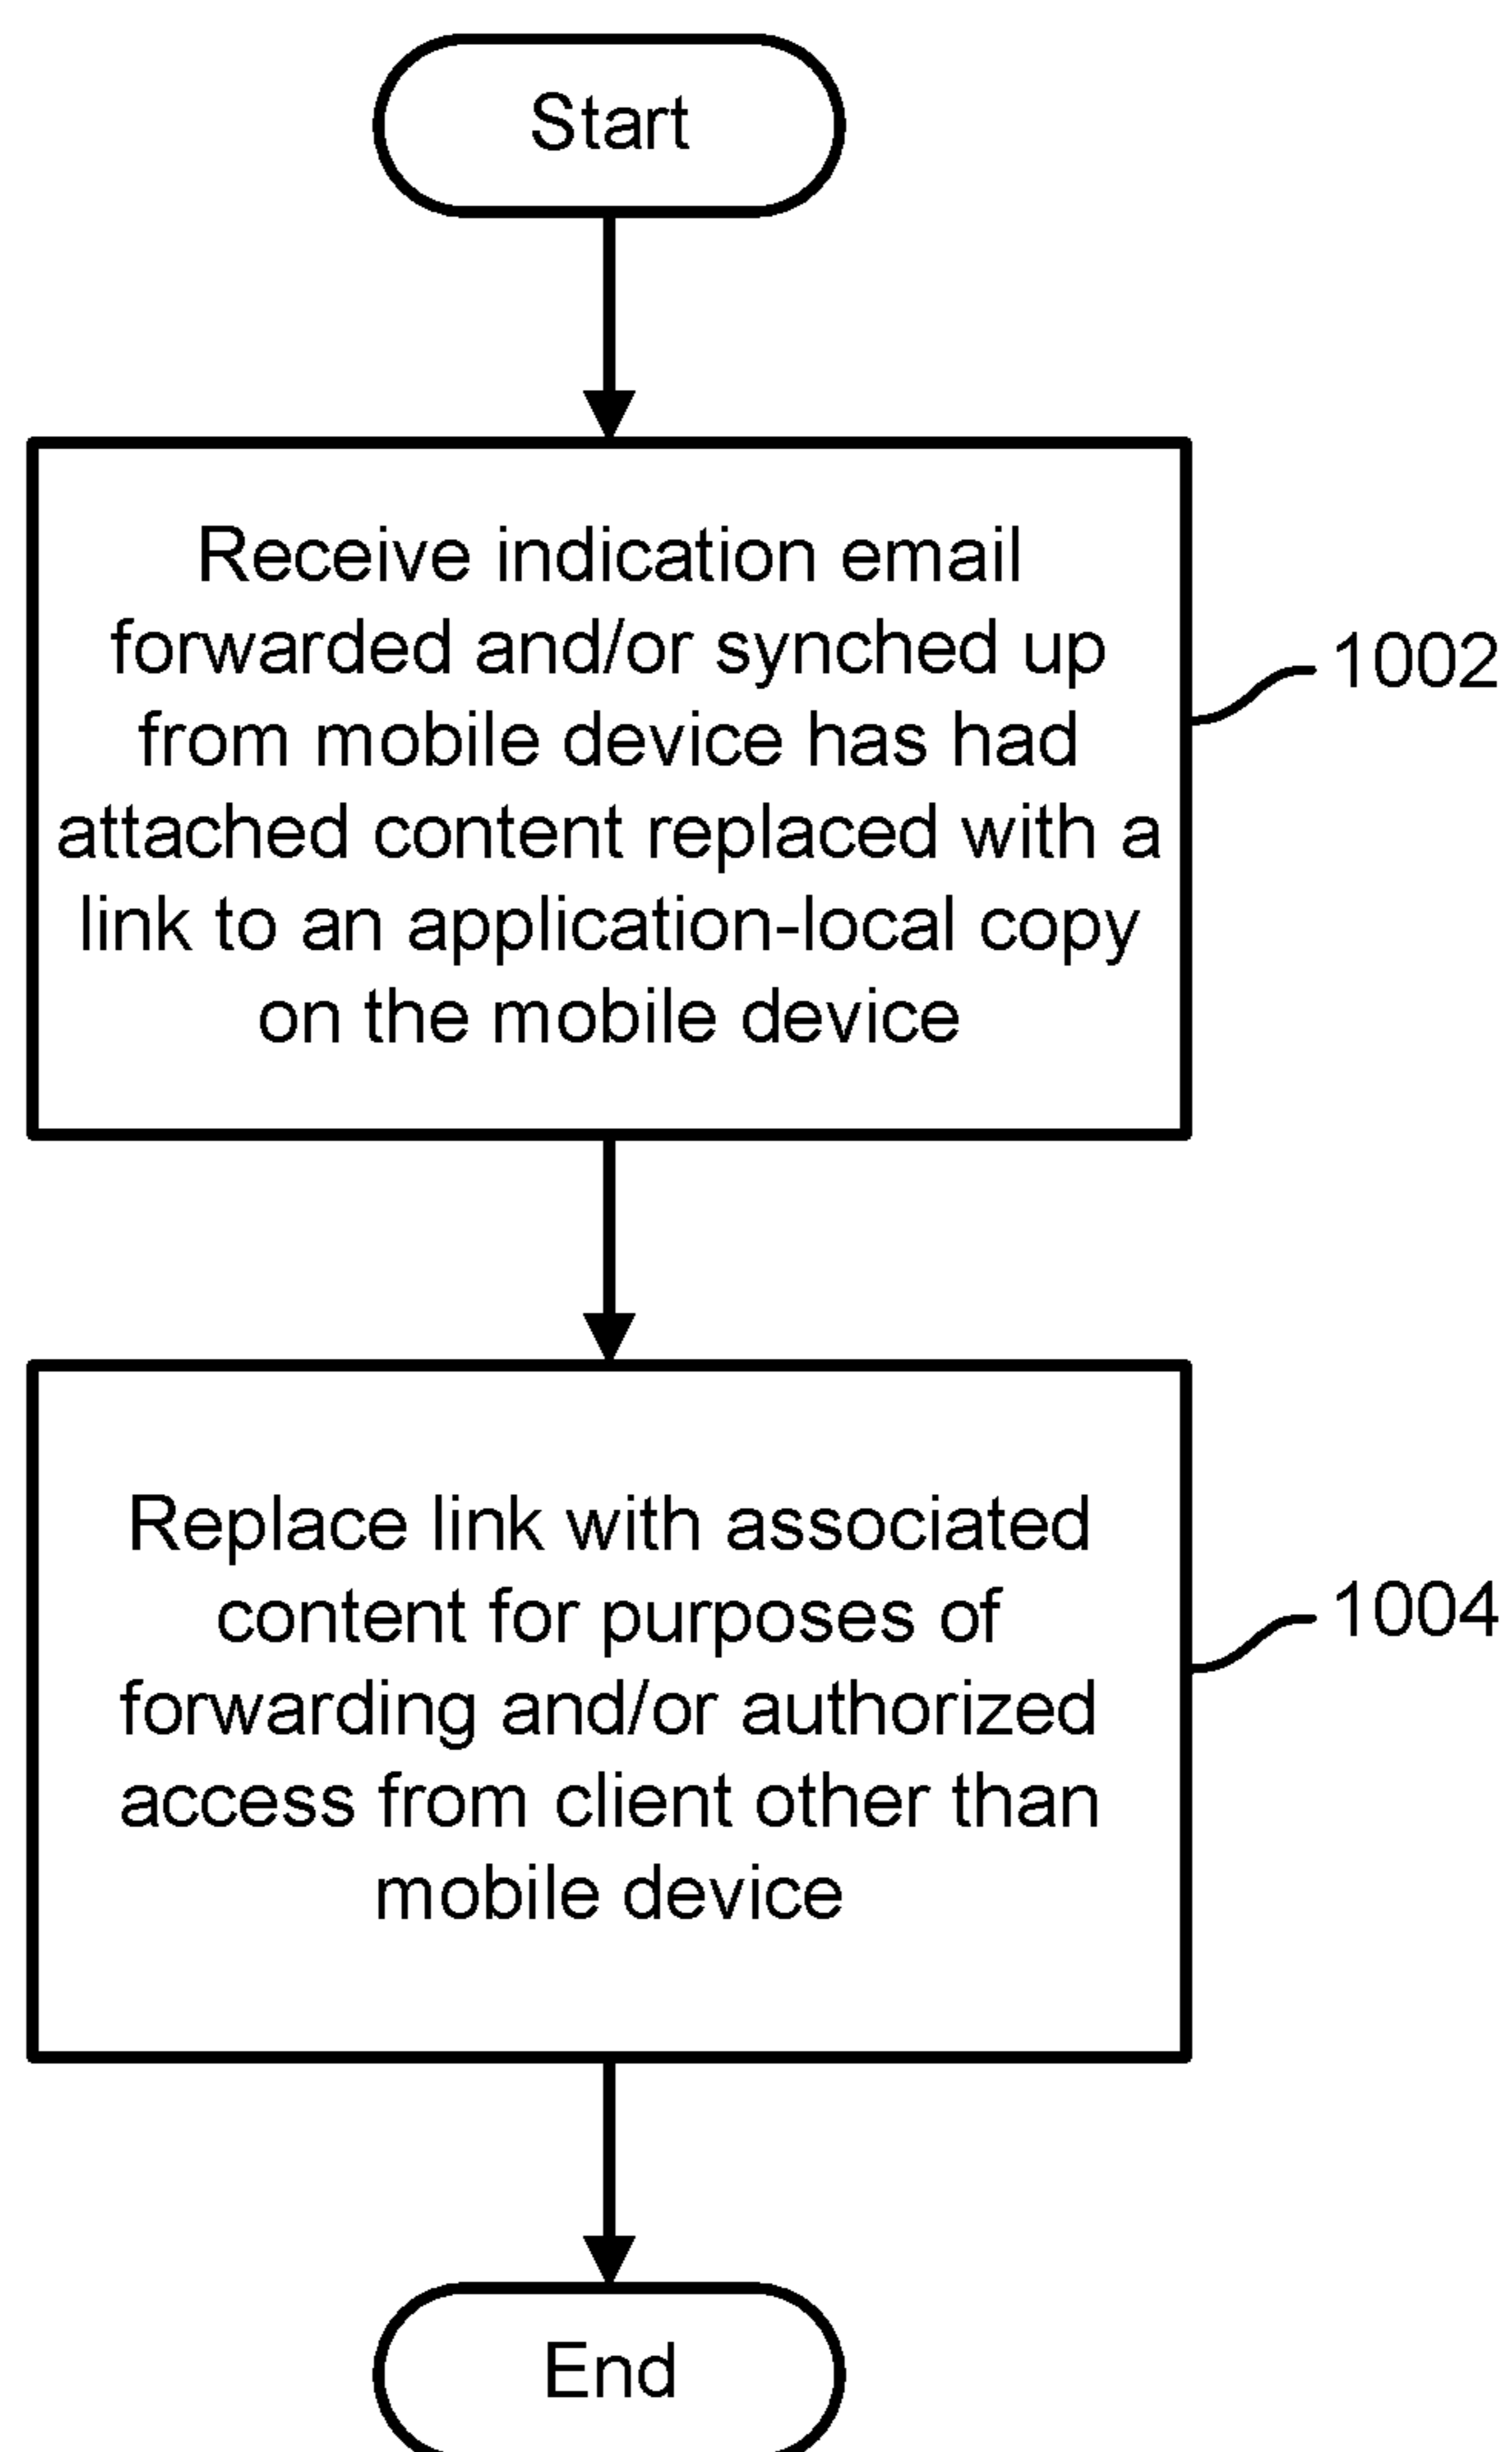 Start
Receive indication email
forwarded and/or synched up
from mobile device has had
attached content replaced with a
link to an application-local copy
on the mobile device
1002
Replace link with associated
content for purposes of
forwarding and/or authorized
access from client other than
mobile device
1004
End